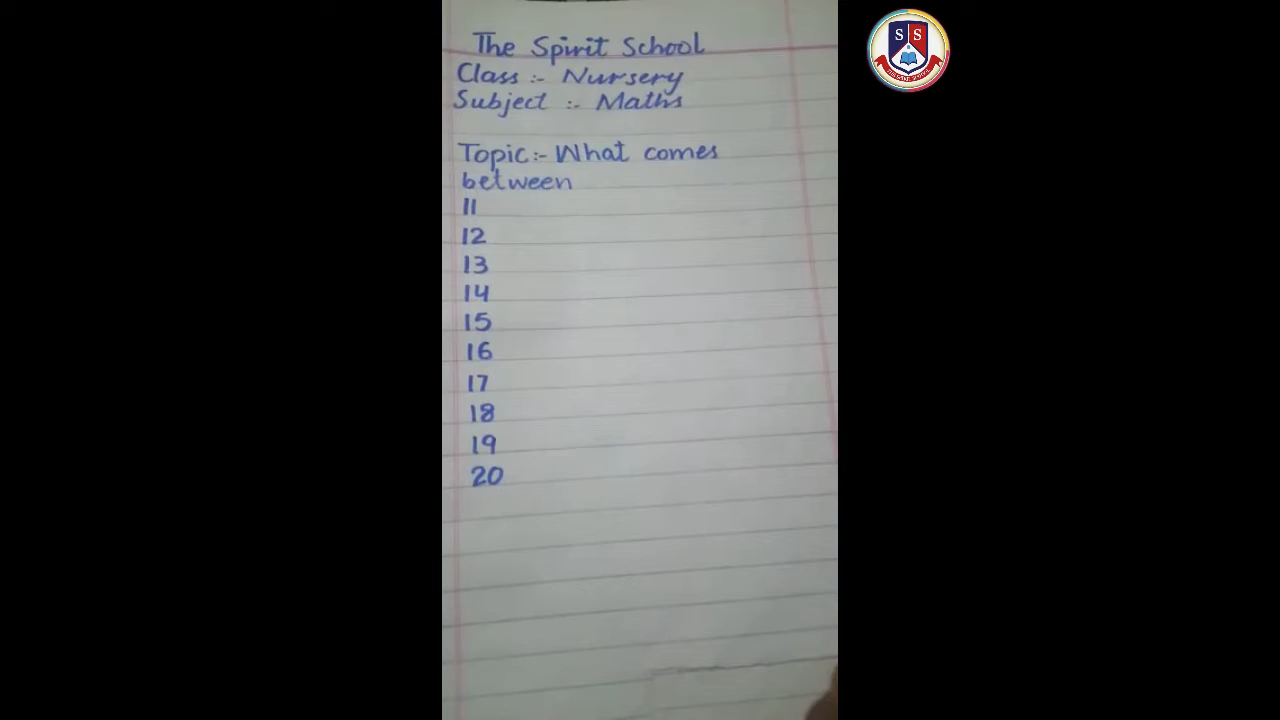 The Spirit School
Class :- Nursery
Subject :- Maths
Topic :- What comes
between
11
12
13
14
15
16
17
18
19
20
S S